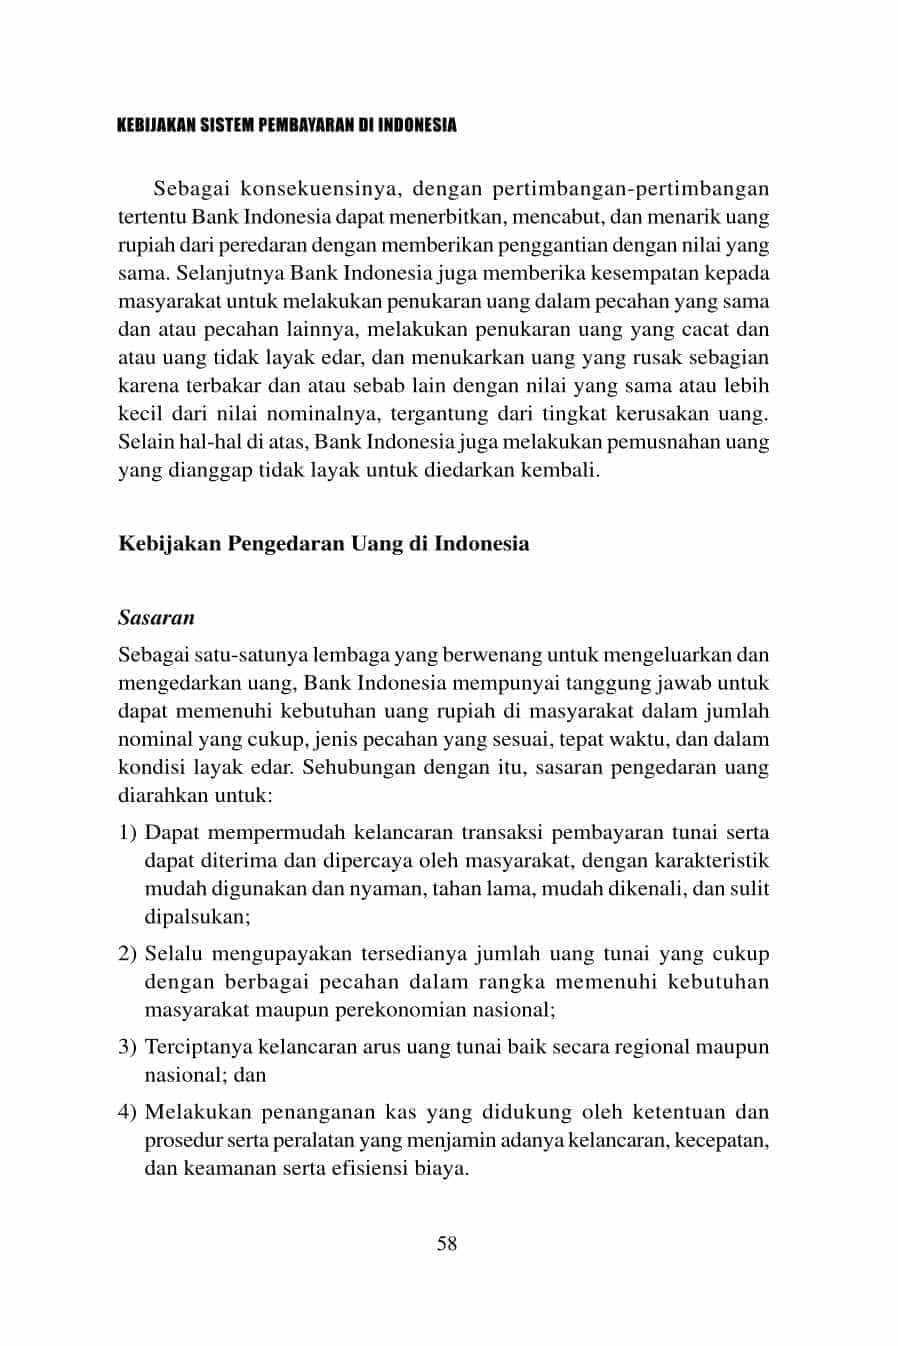 KEBIJAKAN SISTEM PEMBAYARAN DI INDONESIA
Sebagai konsekuensinya, dengan pertimbangan-pertimbangan
tertentu Bank Indonesia dapat menerbitkan, mencabut, dan menarik uang
rupiah dari peredaran dengan memberikan penggantian dengan nilai yang
sama. Selanjutnya Bank Indonesia juga memberika kesempatan kepada
masyarakat untuk melakukan penukaran uang dalam pecahan yang sama
dan atau pecahan lainnya, melakukan penukaran uang yang cacat dan
atau uang tidak layak edar, dan menukarkan uang yang rusak sebagian
karena terbakar dan atau sebab lain dengan nilai yang sama atau lebih
kecil dari nilai nominalnya, tergantung dari tingkat kerusakan uang.
Selain hal-hal di atas, Bank Indonesia juga melakukan pemusnahan uang
yang dianggap tidak layak untuk diedarkan kembali.
Kebijakan Pengedaran Uang di Indonesia
Sasaran
Sebagai satu-satunya lembaga yang berwenang untuk mengeluarkan dan
mengedarkan uang, Bank Indonesia mempunyai tanggung jawab untuk
dapat memenuhi kebutuhan uang rupiah di masyarakat dalam jumlah
nominal yang cukup, jenis pecahan yang sesuai, tepat waktu, dan dalam
kondisi layak edar. Sehubungan dengan itu, sasaran pengedaran uang
diarahkan untuk:
1) Dapat mempermudah kelancaran transaksi pembayaran tunai serta
dapat diterima dan dipercaya oleh masyarakat, dengan karakteristik
mudah digunakan dan nyaman, tahan lama, mudah dikenali, dan sulit
dipalsukan;
2) Selalu mengupayakan tersedianya jumlah uang tunai yang cukup
dengan berbagai pecahan dalam rangka memenuhi kebutuhan
masyarakat maupun perekonomian nasional;
3) Terciptanya kelancaran arus uang tunai baik secara regional maupun
nasional; dan
4) Melakukan penanganan kas yang didukung oleh ketentuan dan
prosedur serta peralatan yang menjamin adanya kelancaran, kecepatan,
dan keamanan serta efisiensi biaya.
58